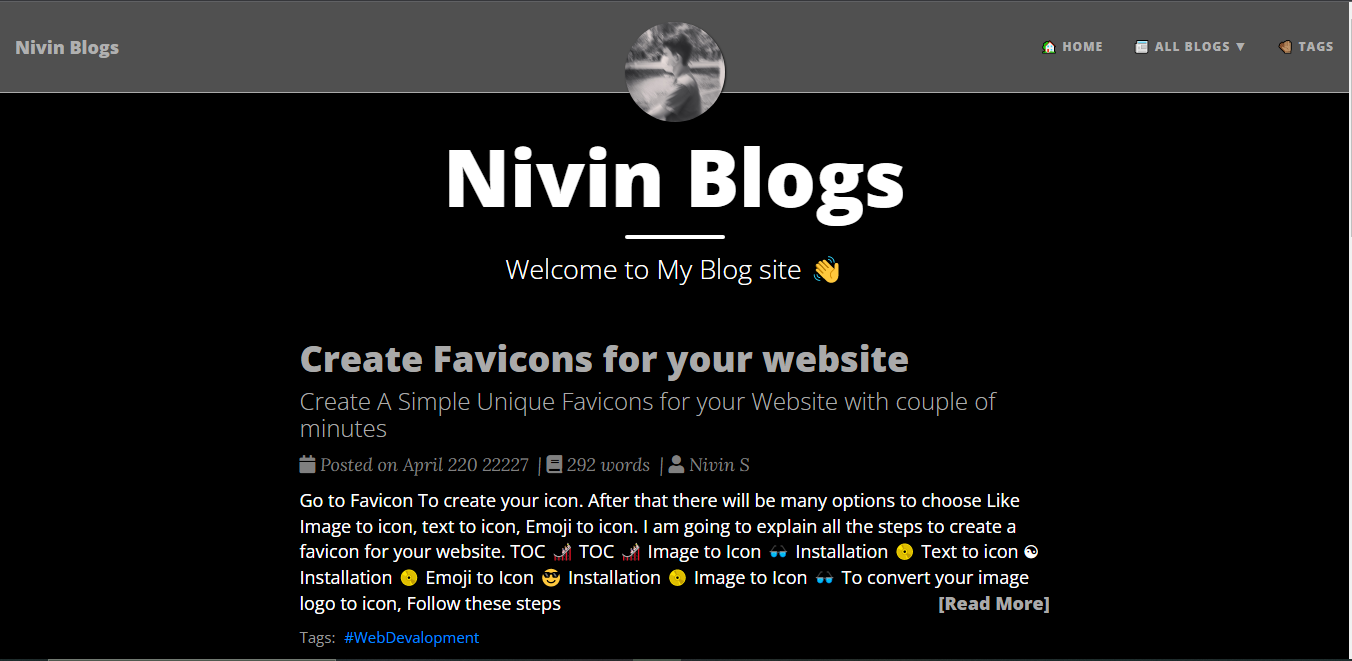 Nivin Blogs
🏠 HOME 📰 ALL BLOGS ▼ 🏷 TAGS
Nivin Blogs
Welcome to My Blog site 👋
Create Favicons for your website
Create A Simple Unique Favicons for your Website with couple of
minutes
Posted on April 220 22227 | 292 words | Nivin S
Go to Favicon To create your icon. After that there will be many options to choose Like
Image to icon, text to icon, Emoji to icon. I am going to explain all the steps to create a
favicon for your website. TOC 🎢 TOC 🎢 Image to Icon 👓 Installation 📀 Text to icon ☯
Installation 📀 Emoji to Icon 😎 Installation 📀 Image to Icon 👓 To convert your image
logo to icon, Follow these steps [Read More]
Tags: #WebDevalopment